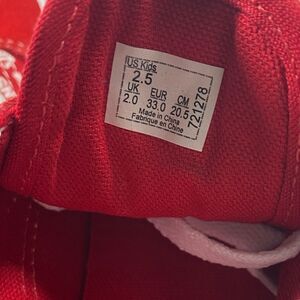 US Kids
2.5
UK EUR CM
2.0 33.0 20.5
Made in China
Fabrique en Chine
721278